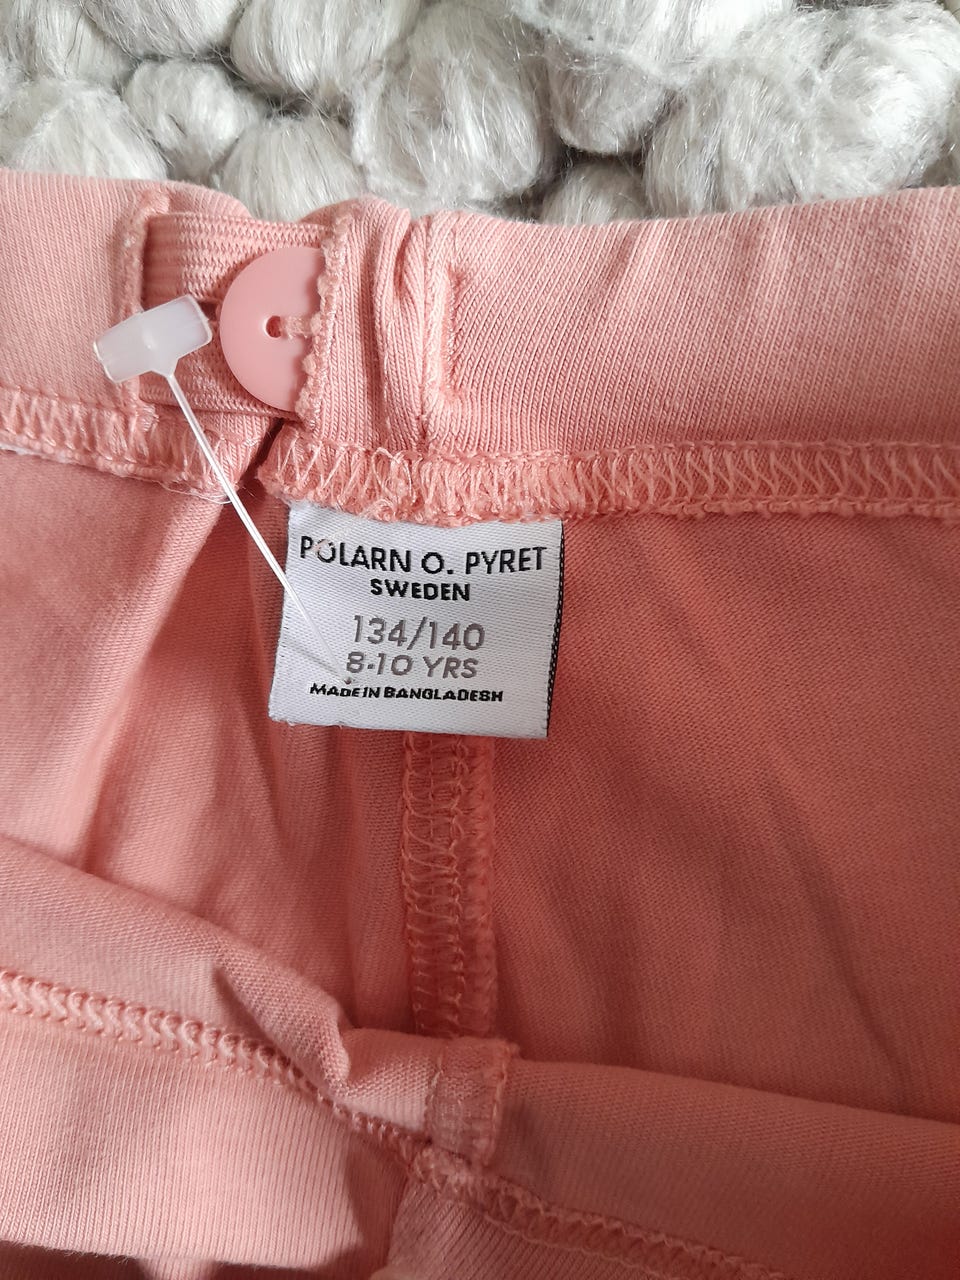 POLARN O. PYRET
SWEDEN
134/140
8-10 YRS
MADE IN BANGLADESH